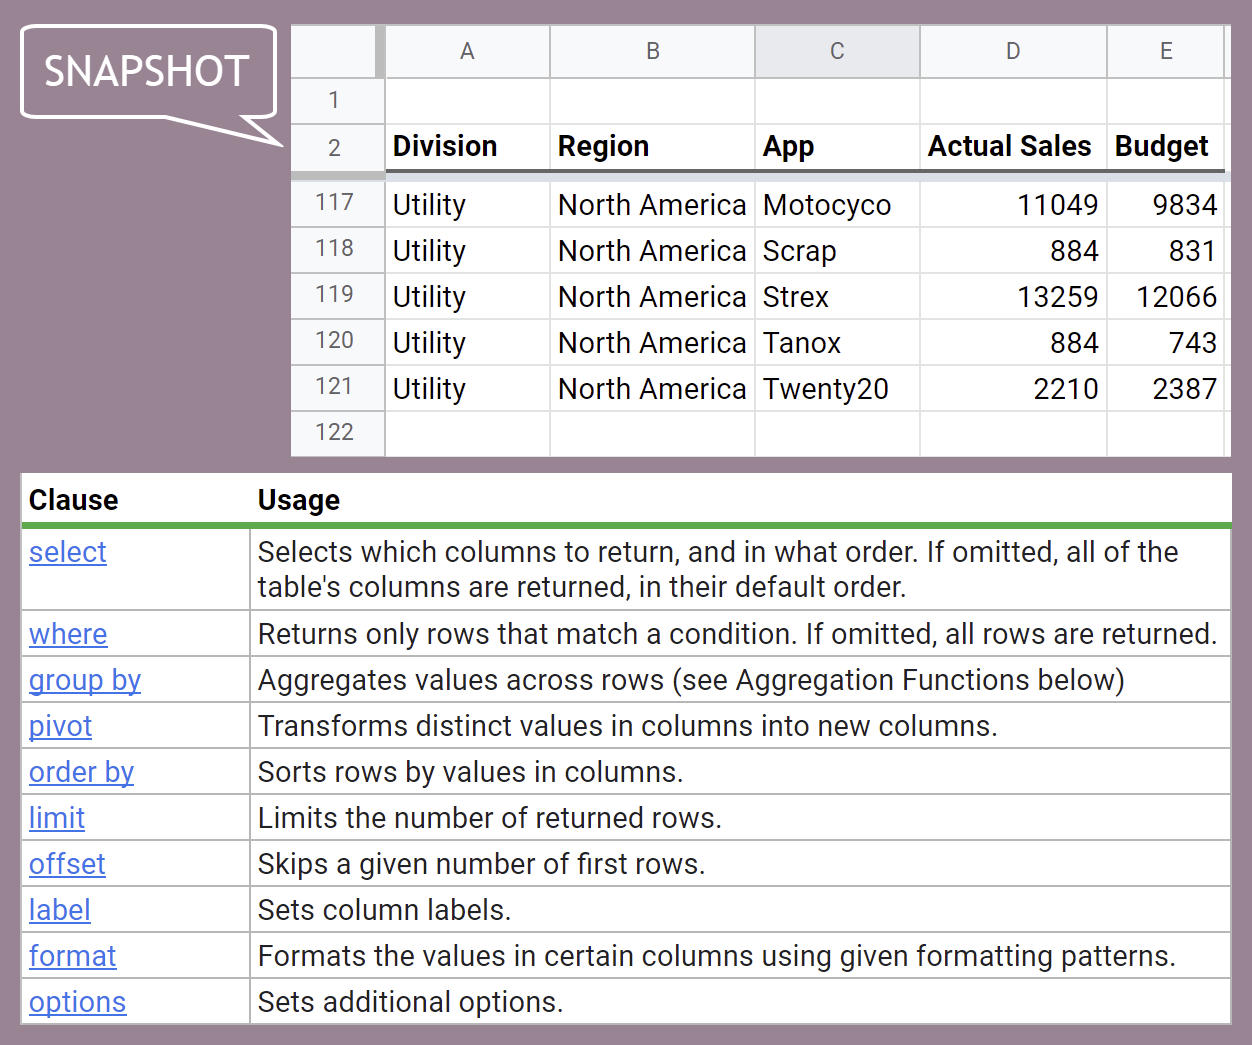 SNAPSHOT
A B C D E
1
2 Division Region App Actual Sales Budget
117 Utility North America Motocyco 11049 9834
118 Utility North America Scrap 884 831
119 Utility North America Strex 13259 12066
120 Utility North America Tanox 884 743
121 Utility North America Twenty20 2210 2387
122
Clause Usage
select Selects which columns to return, and in what order. If omitted, all of the
table's columns are returned, in their default order.
where Returns only rows that match a condition. If omitted, all rows are returned.
group by Aggregates values across rows (see Aggregation Functions below)
pivot Transforms distinct values in columns into new columns.
order by Sorts rows by values in columns.
limit Limits the number of returned rows.
offset Skips a given number of first rows.
label Sets column labels.
format Formats the values in certain columns using given formatting patterns.
options Sets additional options.